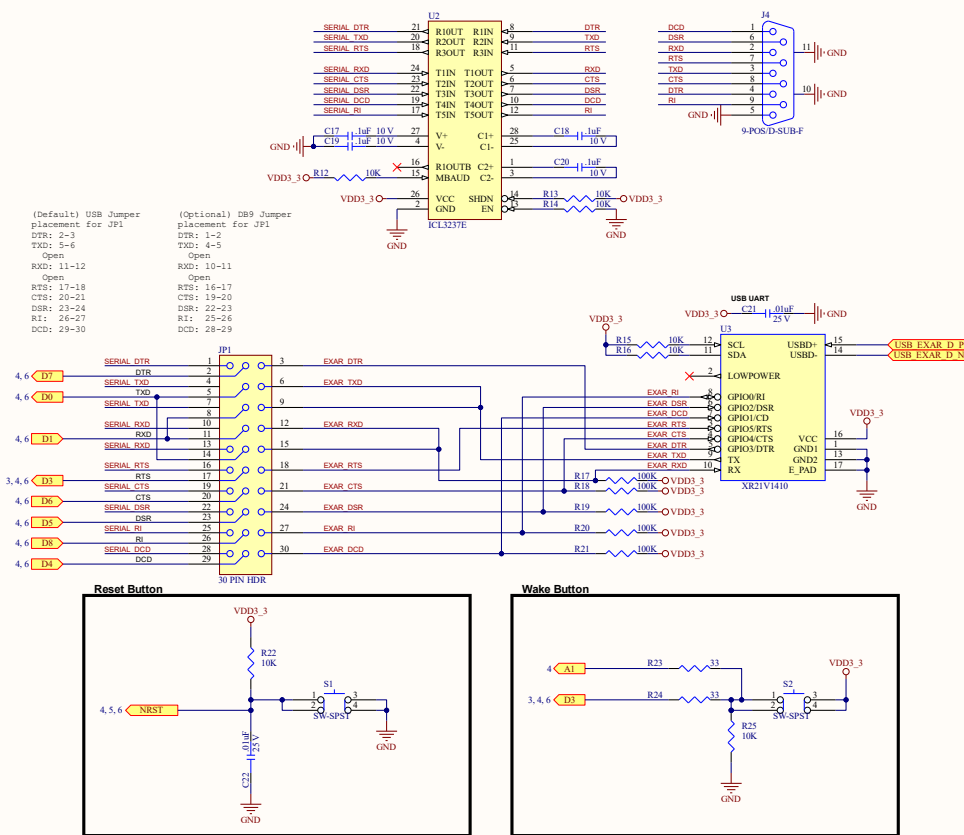 U2
SERIAL_DTR 21 R1OUT R1IN 8 DTR
SERIAL_TXD 20 R2OUT R2IN 9 TXD
SERIAL_RTS 18 R3OUT R3IN 11 RTS
SERIAL_RXD 24 T1IN T1OUT 5 RXD
SERIAL_CTS 23 T2IN T2OUT 6 CTS
SERIAL_DSR 22 T3IN T3OUT 7 DSR
SERIAL_DCD 19 T4IN T4OUT 10 DCD
SERIAL_RI 17 T5IN T5OUT 12 RI
GND C17 .1uF 10 V 27 V+ C1+ 28 C18 .1uF
C19 .1uF 10 V 4 V- C1- 25 10 V
16 R1OUTB C2+ 1 C20 .1uF
VDD3_3 R12 10K 15 MBAUD C2- 3 10 V
VDD3_3 26 VCC SHDN 14 R13 10K VDD3_3
2 GND EN 13 R14 10K
GND ICL3237E GND
J4
DCD 1
DSR 6
RXD 2 11 GND
RTS 7
TXD 3
CTS 8
DTR 4 10 GND
RI 9
GND 5
9-POS/D-SUB-F
(Default) USB Jumper
placement for JP1
DTR: 2-3
TXD: 5-6
Open
RXD: 11-12
Open
RTS: 17-18
CTS: 20-21
DSR: 23-24
RI: 26-27
DCD: 29-30
(Optional) DB9 Jumper
placement for JP1
DTR: 1-2
TXD: 4-5
Open
RXD: 10-11
Open
RTS: 16-17
CTS: 19-20
DSR: 22-23
RI: 25-26
DCD: 28-29
JP1
SERIAL_DTR 1 3 EXAR_DTR
4, 6 D7 DTR 2
SERIAL_TXD 4 6 EXAR_TXD
4, 6 D0 TXD 5
SERIAL_TXD 7 9
8
SERIAL_RXD 10 12 EXAR_RXD
4, 6 D1 RXD 11
SERIAL_RXD 13 15
14
SERIAL_RTS 16 18 EXAR_RTS
3, 4, 6 D3 RTS 17
SERIAL_CTS 19 21 EXAR_CTS
4, 6 D6 CTS 20
SERIAL_DSR 22 24 EXAR_DSR
4, 6 D5 DSR 23
SERIAL_RI 25 27 EXAR_RI
4, 6 D8 RI 26
SERIAL_DCD 28 30 EXAR_DCD
4, 6 D4 DCD 29
30 PIN HDR
USB UART
VDD3_3 C21 .01uF GND
25 V
VDD3_3 U3
R15 10K 12 SCL USBD+ 15 USB_EXAR_D_P
R16 10K 11 SDA USBD- 14 USB_EXAR_D_N
2 LOWPOWER
EXAR_RI 8 GPIO0/RI
EXAR_DSR GPIO2/DSR VDD3_3
EXAR_DCD GPIO1/CD
EXAR_RTS GPIO5/RTS
EXAR_CTS GPIO4/CTS VCC 16
EXAR_DTR GPIO3/DTR GND1 1
EXAR_TXD 9 TX GND2 13
EXAR_RXD 10 RX E_PAD 17
XR21V1410 GND
R17 100K VDD3_3
R18 100K VDD3_3
R19 100K VDD3_3
R20 100K VDD3_3
R21 100K VDD3_3
Reset Button
VDD3_3
R22
10K
S1
1 3
2 4
SW-SPST
4, 5, 6 NRST
.01uF
25 V
C22
GND
GND
Wake Button
4 A1 R23 33 VDD3_3
S2
3, 4, 6 D3 R24 33 1 3
2 4
SW-SPST
R25
10K
GND